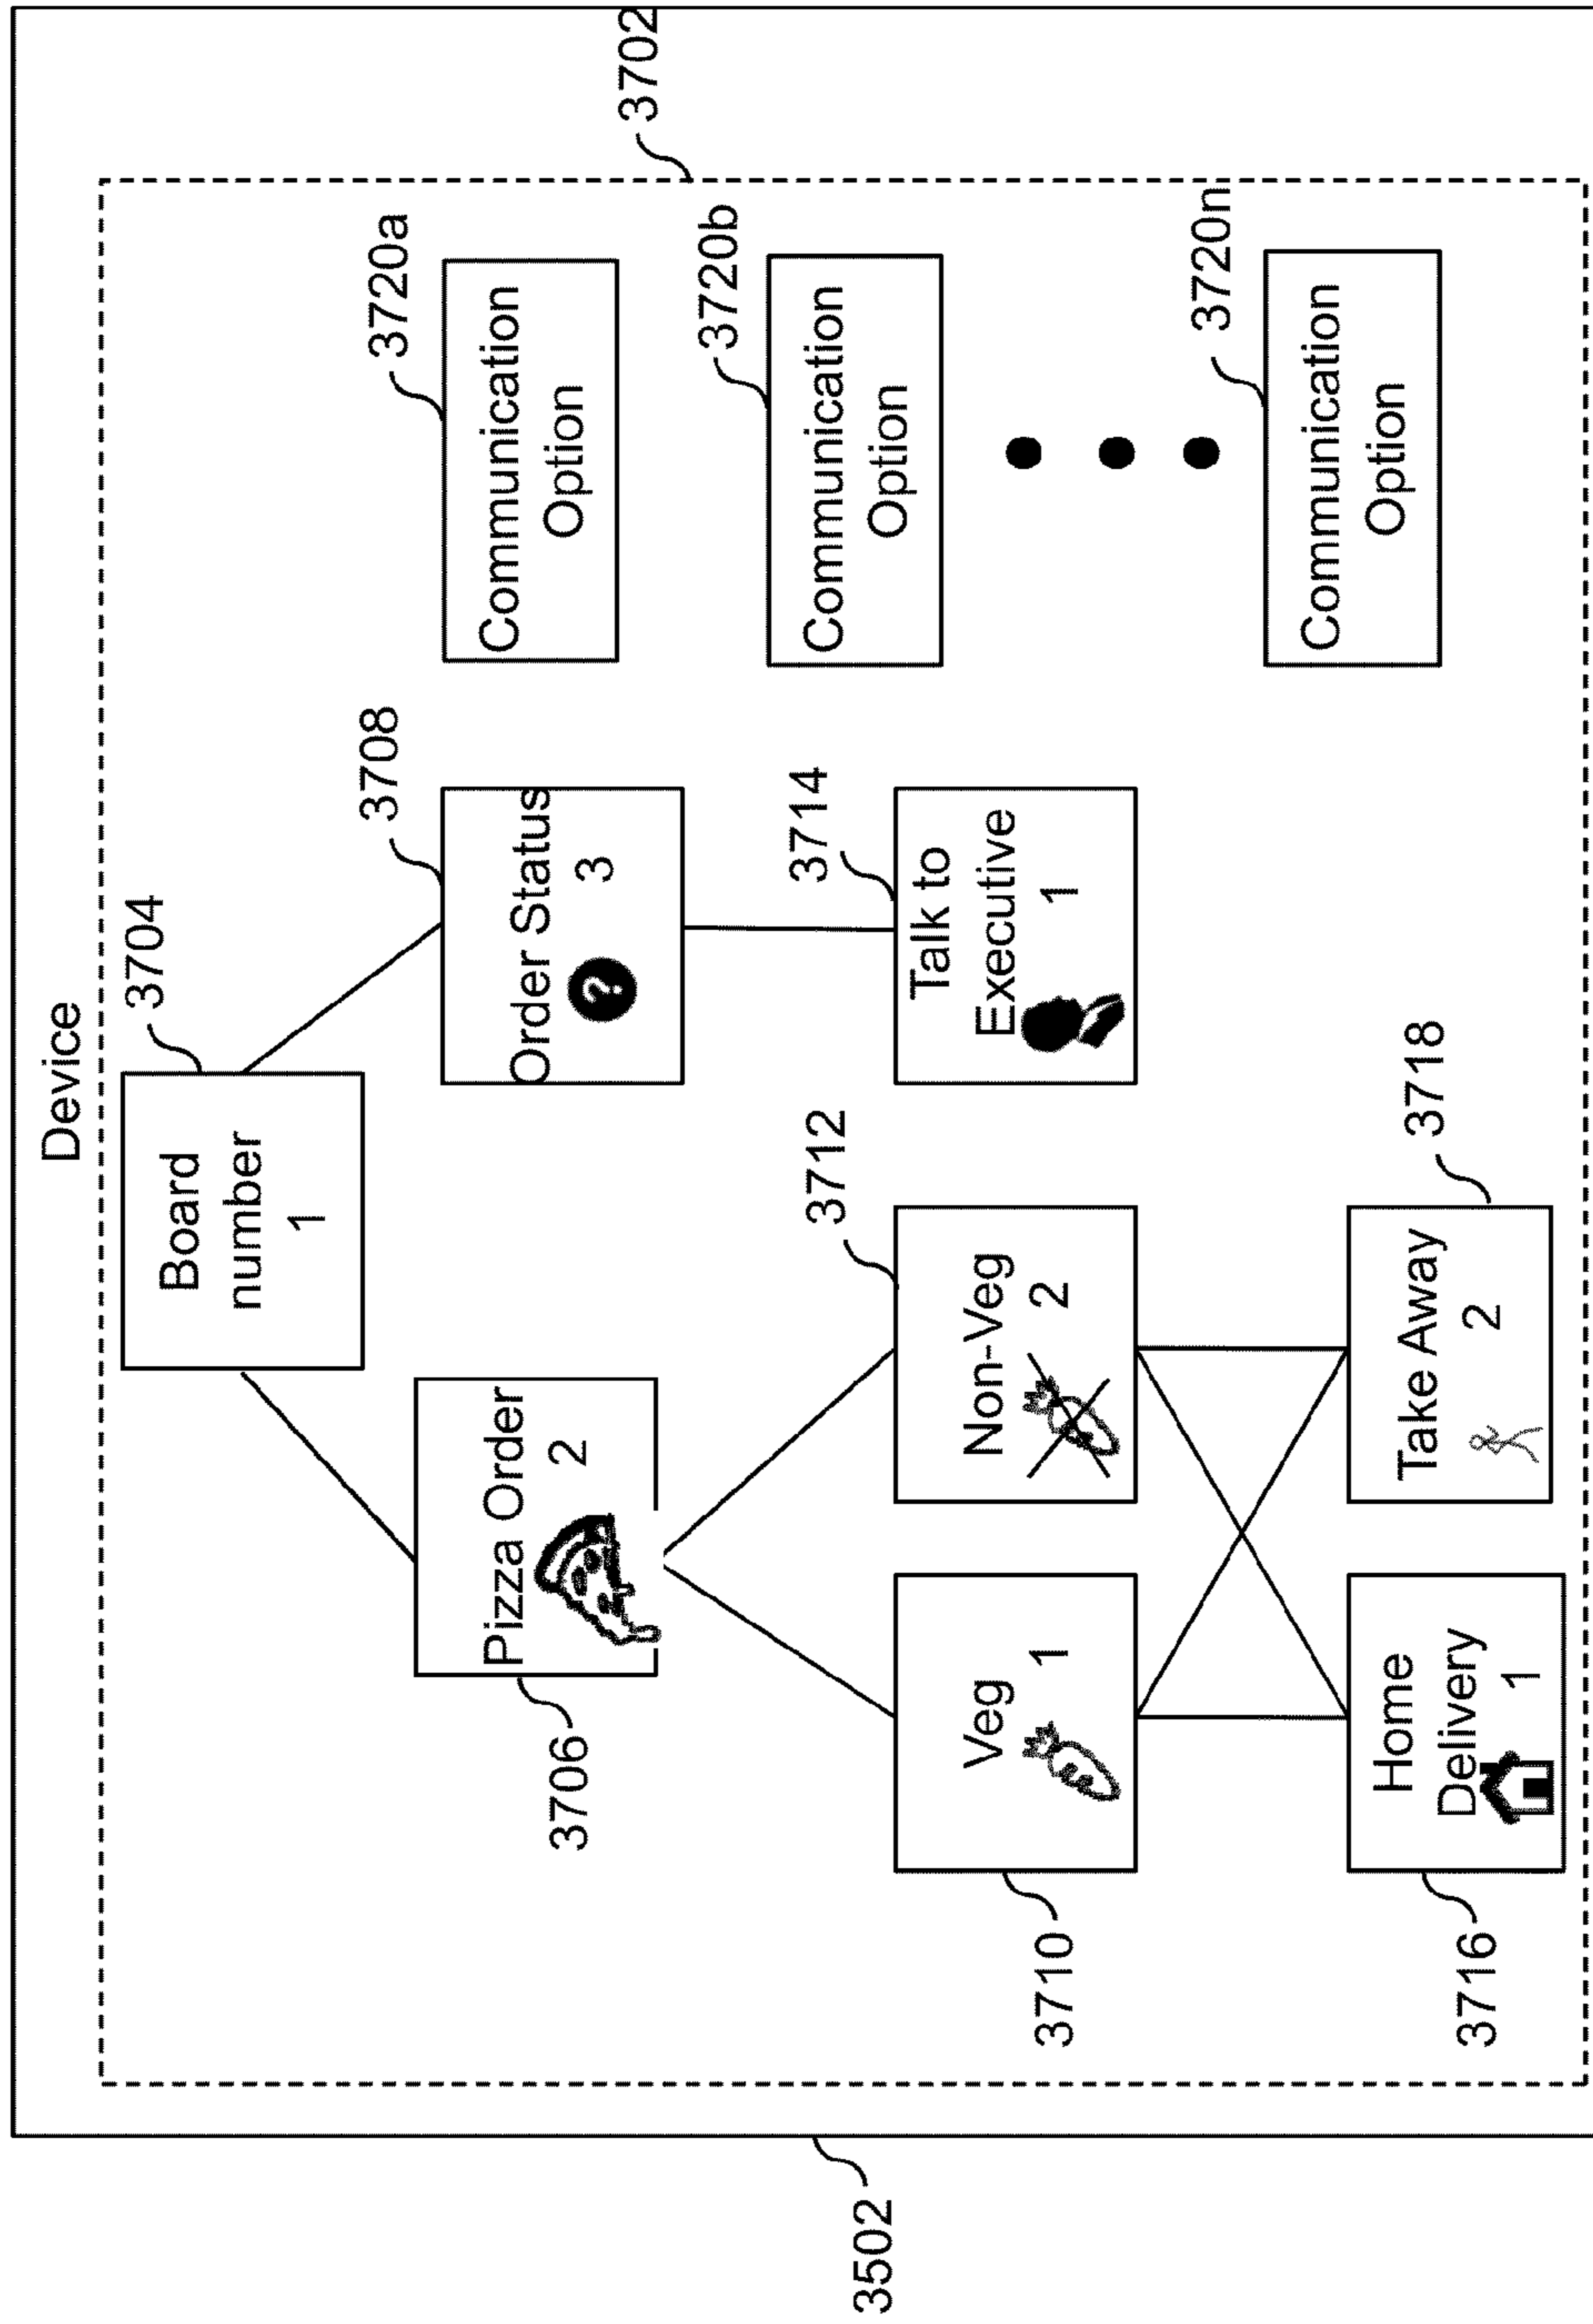 Device
3502
3702
Board
number
1
3704
Pizza Order
2
3706
Order Status
?
3
3708
Communication
Option
3720a
Communication
Option
3720b
Veg
1
3710
Non-Veg
2
3712
Talk to
Executive
1
3714
Home
Delivery
1
3716
Take Away
2
3718
Communication
Option
3720n